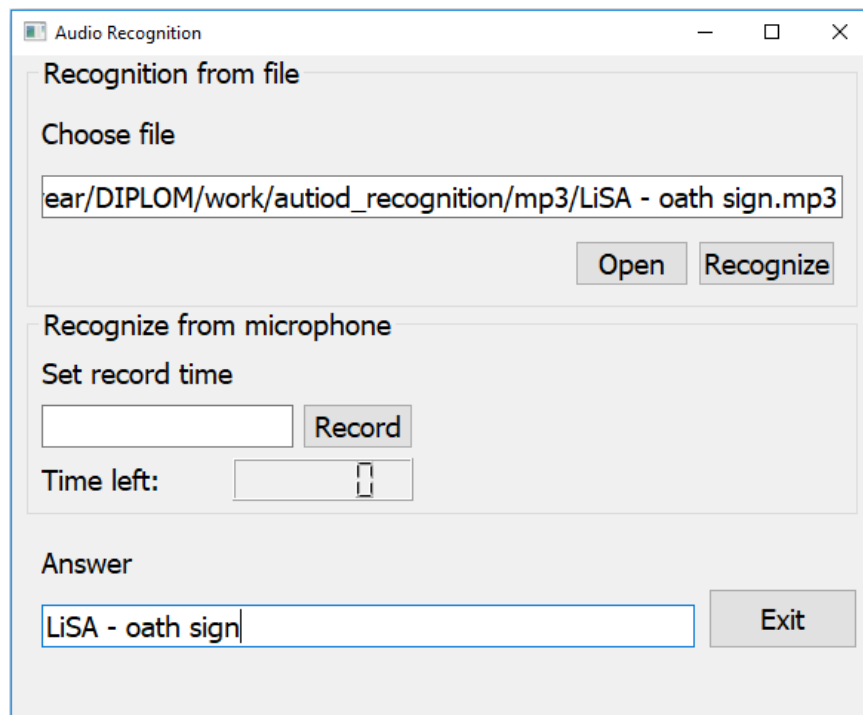 Audio Recognition
Recognition from file
Choose file
ear/DIPLOM/work/autiod_recognition/mp3/LiSA - oath sign.mp3
Open Recognize
Recognize from microphone
Set record time
Record
Time left: 0
Answer
LiSA - oath sign
Exit